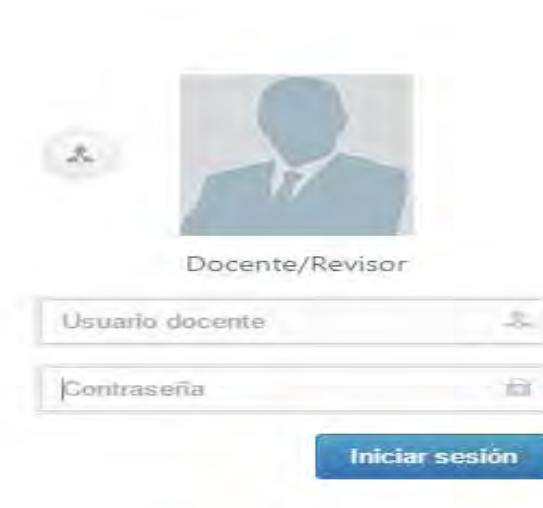 Docente/Revisor
Usuario docente
Contraseña
Iniciar sesión